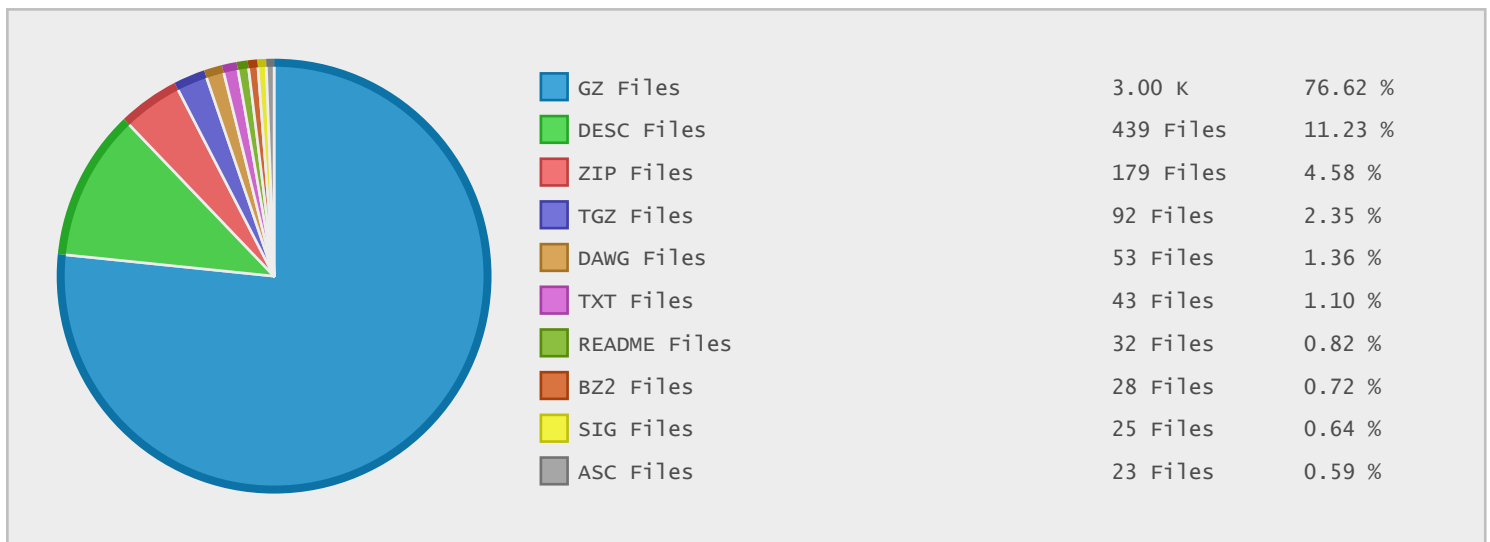 GZ Files 3.00 K 76.62 %
DESC Files 439 Files 11.23 %
ZIP Files 179 Files 4.58 %
TGZ Files 92 Files 2.35 %
DAWG Files 53 Files 1.36 %
TXT Files 43 Files 1.10 %
README Files 32 Files 0.82 %
BZ2 Files 28 Files 0.72 %
SIG Files 25 Files 0.64 %
ASC Files 23 Files 0.59 %